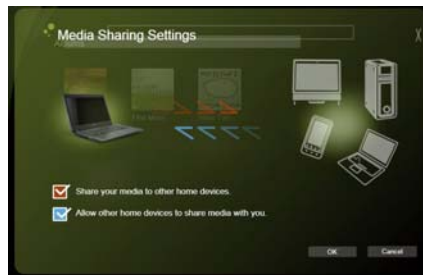 Media Sharing Settings
Share your media to other home devices.
Allow other home devices to share media with you.
OK
Cancel